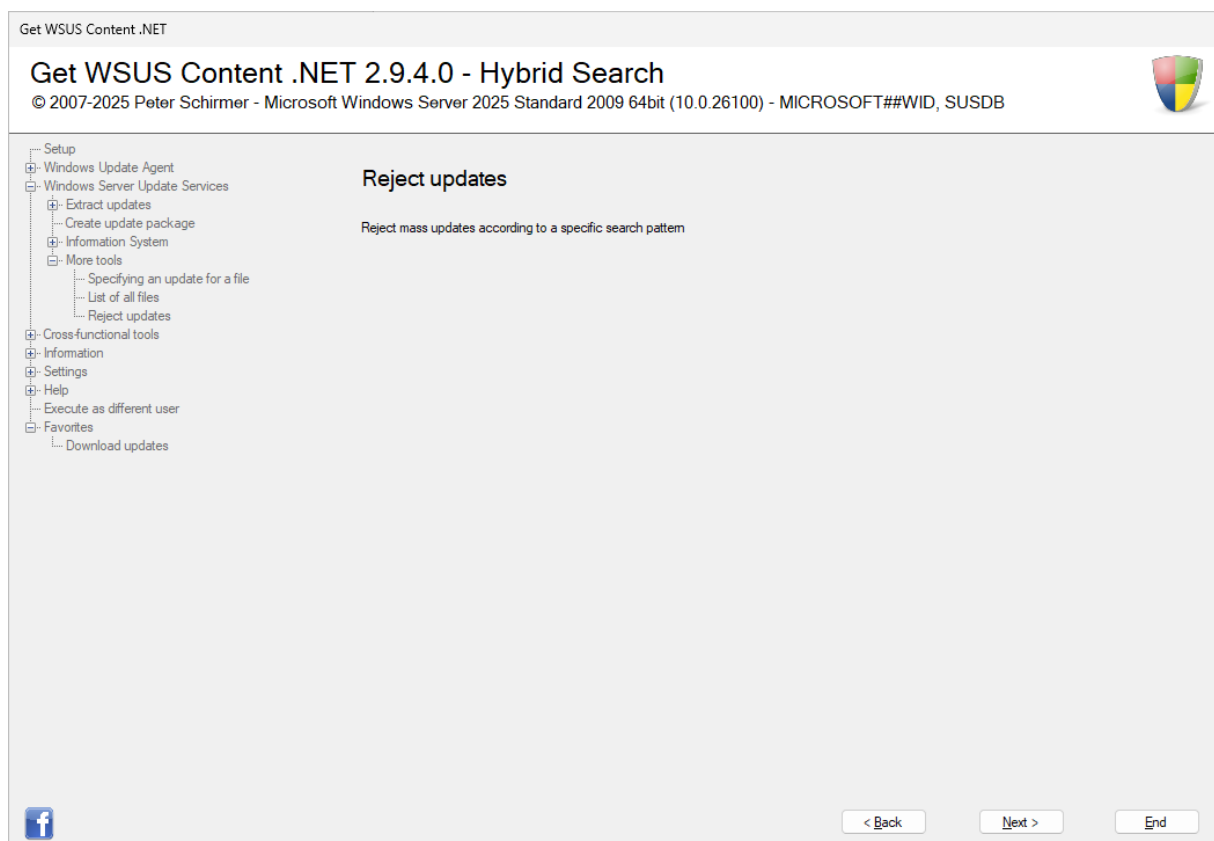 Get WSUS Content .NET
Get WSUS Content .NET 2.9.4.0 - Hybrid Search
© 2007-2025 Peter Schirmer - Microsoft Windows Server 2025 Standard 2009 64bit (10.0.26100) - MICROSOFT##WID, SUSDB
Setup
Windows Update Agent
Windows Server Update Services
Extract updates
Create update package
Information System
More tools
Specifying an update for a file
List of all files
Reject updates
Cross-functional tools
Information
Settings
Help
Execute as different user
Favorites
Download updates
Reject updates
Reject mass updates according to a specific search pattern
f
< Back
Next >
End